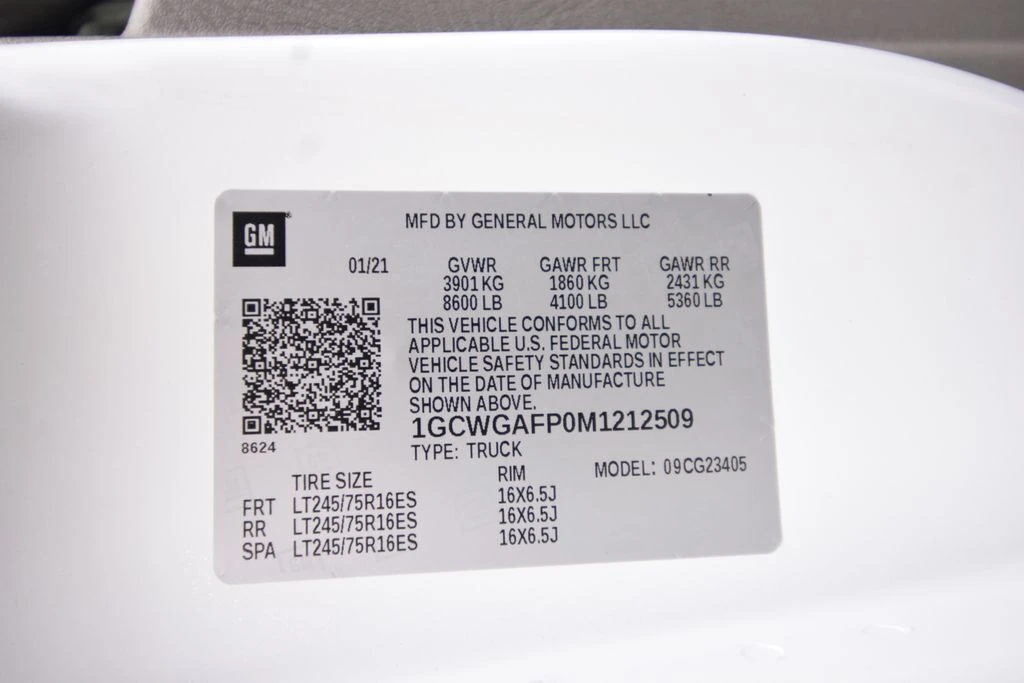 GM®
MFD BY GENERAL MOTORS LLC
01/21 GVWR GAWR FRT GAWR RR
3901 KG 1860 KG 2431 KG
8600 LB 4100 LB 5360 LB
THIS VEHICLE CONFORMS TO ALL
APPLICABLE U.S. FEDERAL MOTOR
VEHICLE SAFETY STANDARDS IN EFFECT
ON THE DATE OF MANUFACTURE
SHOWN ABOVE.
1GCWGAFP0M1212509
8624
TYPE: TRUCK
TIRE SIZE RIM MODEL: 09CG23405
FRT LT245/75R16ES 16X6.5J
RR LT245/75R16ES 16X6.5J
SPA LT245/75R16ES 16X6.5J